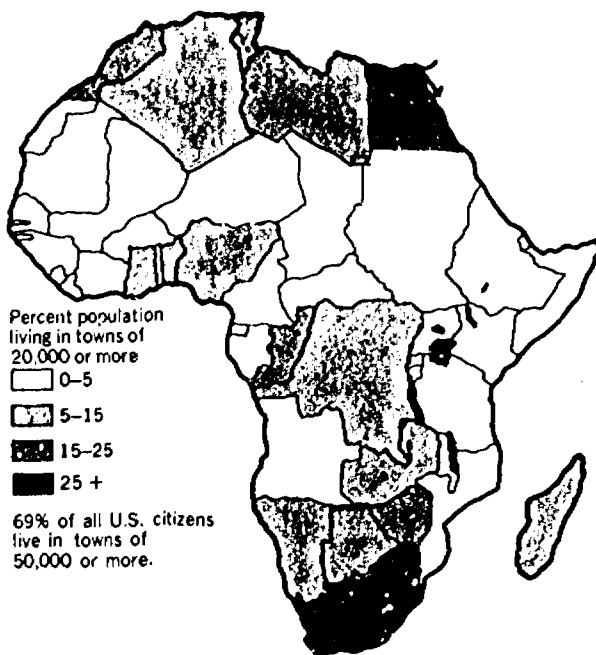 Percent population
living in towns of
20,000 or more
0–5
5–15
15–25
25 +
69% of all U.S. citizens
live in towns of
50,000 or more.